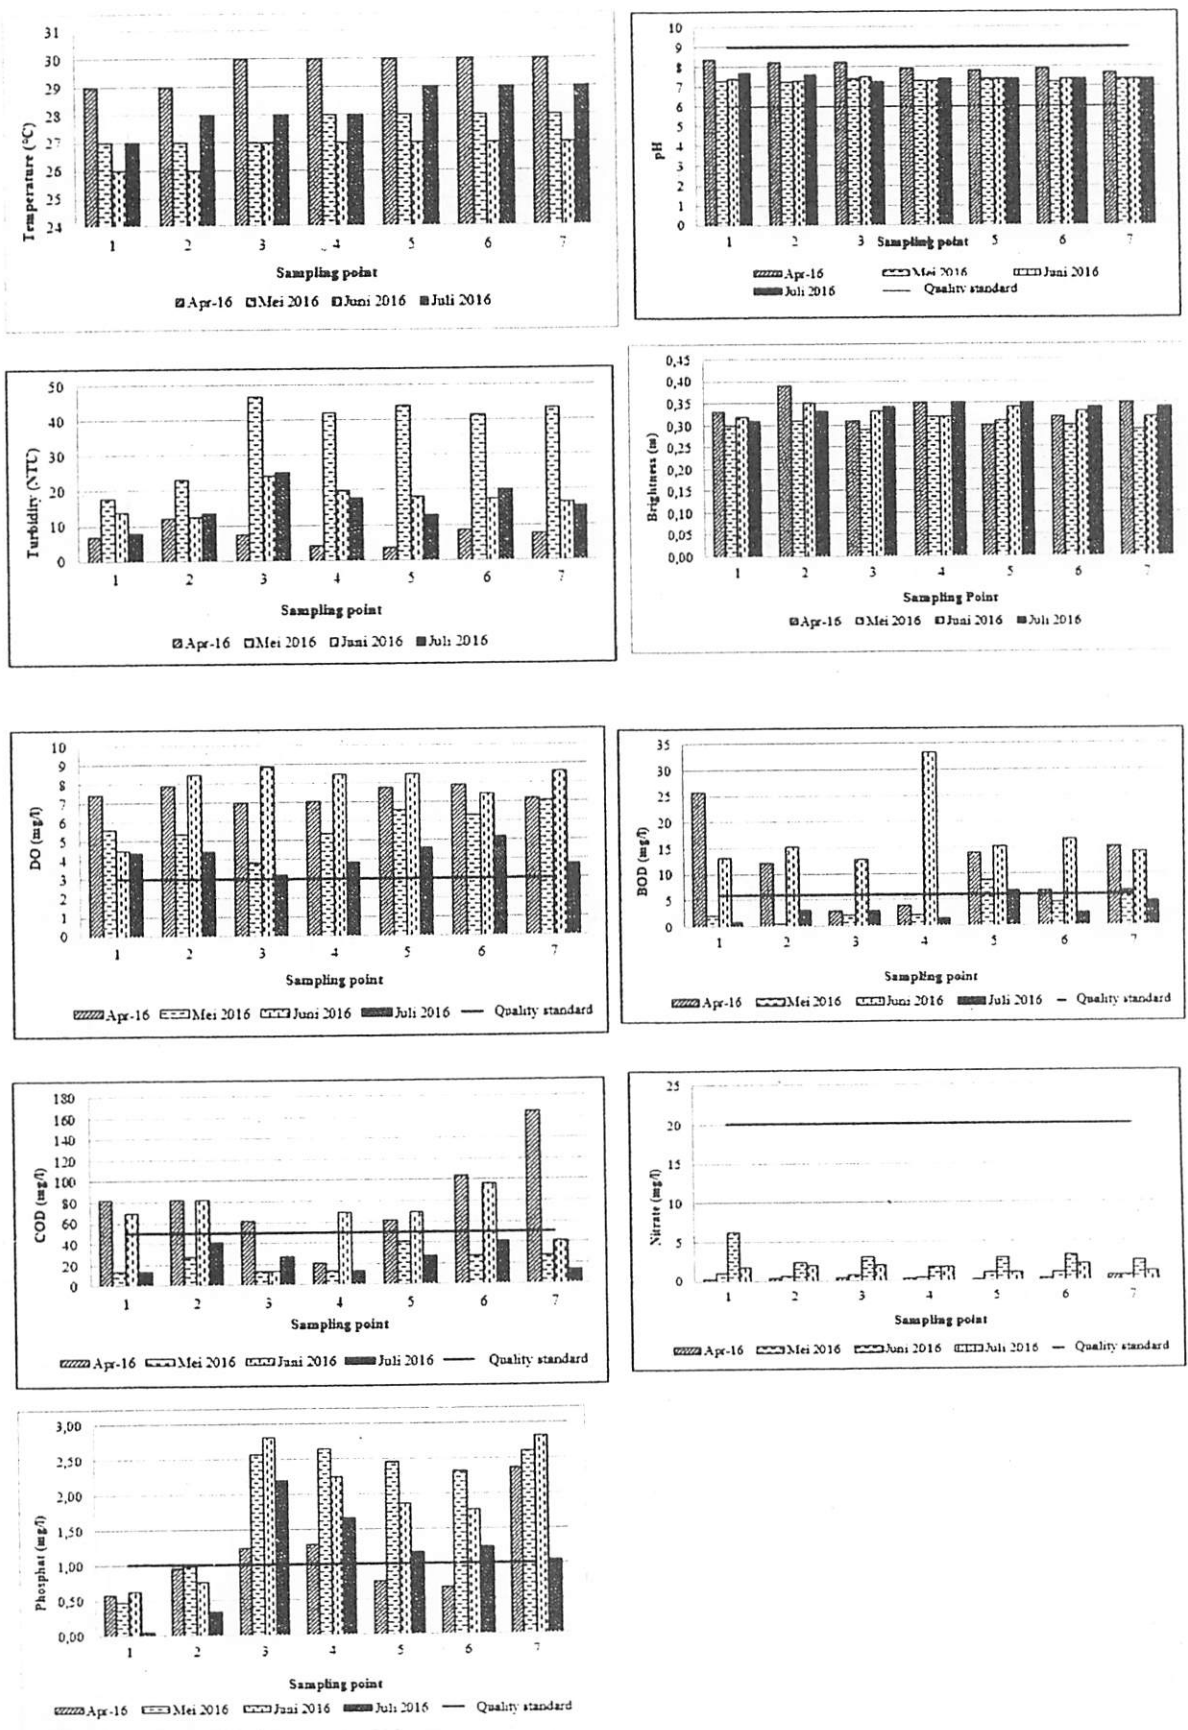 31
30
29
28
27
26
25
24
Temperature (°C)
1 2 3 4 5 6 7
Sampling point
Apr-16 Mei 2016 Juni 2016 Juli 2016
10
9
8
7
6
5
4
3
2
1
0
pH
1 2 3 Sampling point 5 6 7
Apr-16 Mei 2016 Juni 2016
Juli 2016 Quality standard
50
40
30
20
10
0
Turbidity (NTU)
1 2 3 4 5 6 7
Sampling point
Apr-16 Mei 2016 Juni 2016 Juli 2016
0,45
0,40
0,35
0,30
0,25
0,20
0,15
0,10
0,05
0,00
Brightness (m)
1 2 3 4 5 6 7
Sampling Point
Apr-16 Mei 2016 Juni 2016 Juli 2016
10
9
8
7
6
5
4
3
2
1
0
DO (mg/l)
1 2 3 4 5 6 7
Sampling point
Apr-16 Mei 2016 Juni 2016 Juli 2016 Quality standard
35
30
25
20
15
10
5
0
BOD (mg/l)
1 2 3 4 5 6 7
Sampling point
Apr-16 Mei 2016 Juni 2016 Juli 2016 Quality standard
180
160
140
120
100
80
60
40
20
0
COD (mg/l)
1 2 3 4 5 6 7
Sampling point
Apr-16 Mei 2016 Juni 2016 Juli 2016 Quality standard
25
20
15
10
5
0
Nitrate (mg/l)
1 2 3 4 5 6 7
Sampling point
Apr-16 Mei 2016 Juni 2016 Juli 2016 Quality standard
3,00
2,50
2,00
1,50
1,00
0,50
0,00
Phosphat (mg/l)
1 2 3 4 5 6 7
Sampling point
Apr-16 Mei 2016 Juni 2016 Juli 2016 Quality standard